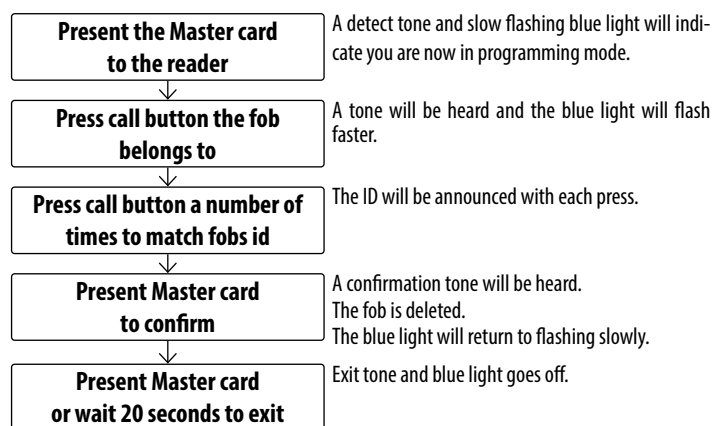 Present the Master card
to the reader
A detect tone and slow flashing blue light will indi-
cate you are now in programming mode.
Press call button the fob
belongs to
A tone will be heard and the blue light will flash
faster.
Press call button a number of
times to match fobs id
The ID will be announced with each press.
Present Master card
to confirm
A confirmation tone will be heard.
The fob is deleted.
The blue light will return to flashing slowly.
Present Master card
or wait 20 seconds to exit
Exit tone and blue light goes off.